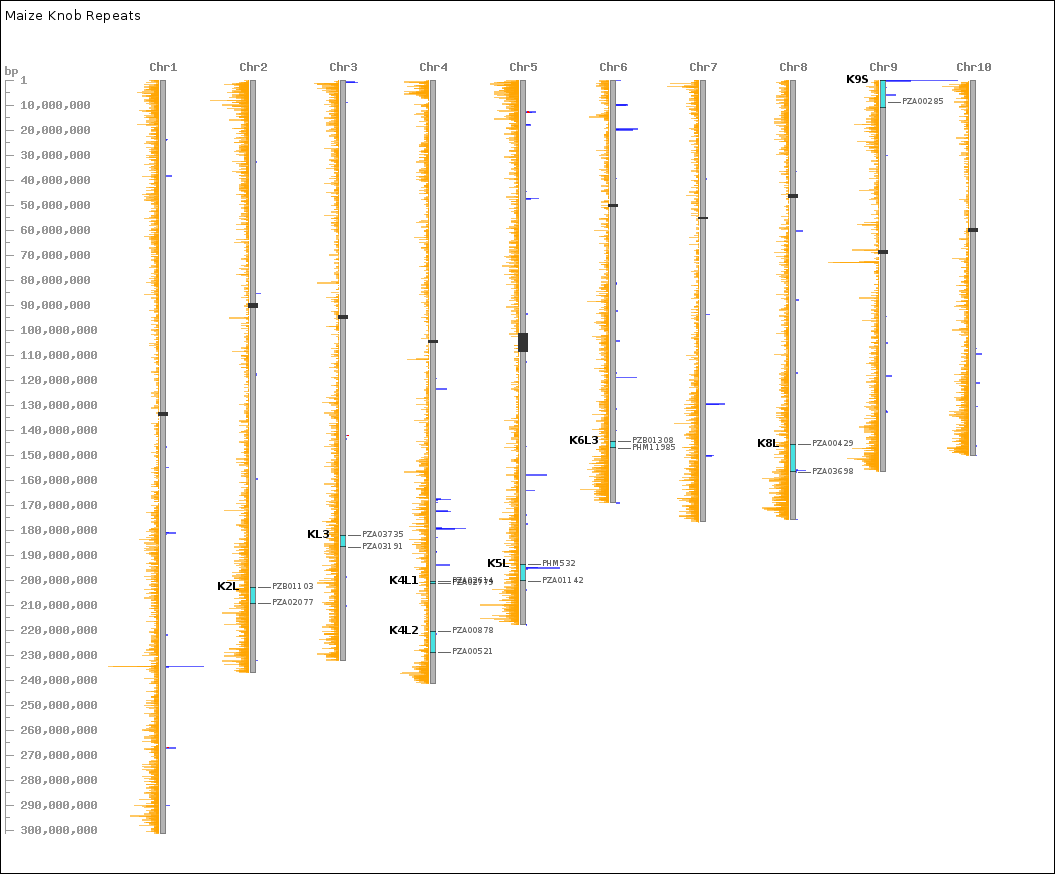 Maize Knob Repeats
Chr1 Chr2 Chr3 Chr4 Chr5 Chr6 Chr7 Chr8 Chr9 Chr10
bp
1
K9S
PZA00285
10,000,000
20,000,000
30,000,000
40,000,000
50,000,000
60,000,000
70,000,000
80,000,000
90,000,000
100,000,000
110,000,000
120,000,000
130,000,000
140,000,000
K6L3 PZB01308
PHM11985
K8L PZA00429
150,000,000
PZA03698
160,000,000
170,000,000
180,000,000
KL3 PZA03735
PZA03191
190,000,000
K5L PHM532
200,000,000
K4L1
PZA01142
K2L PZB01103
PZA02077
210,000,000
220,000,000
K4L2 PZA00878
PZA00521
230,000,000
240,000,000
250,000,000
260,000,000
270,000,000
280,000,000
290,000,000
300,000,000